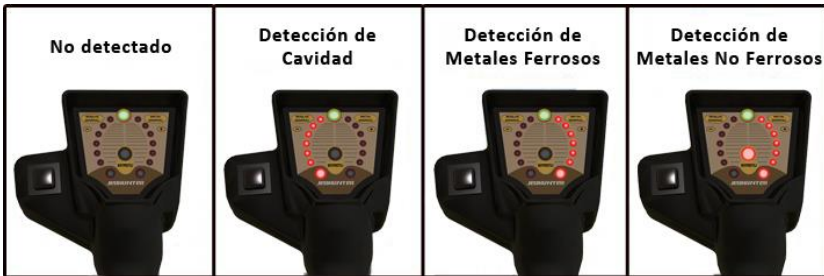 No detectado
Detección de
Cavidad
Detección de
Metales Ferrosos
Detección de
Metales No Ferrosos